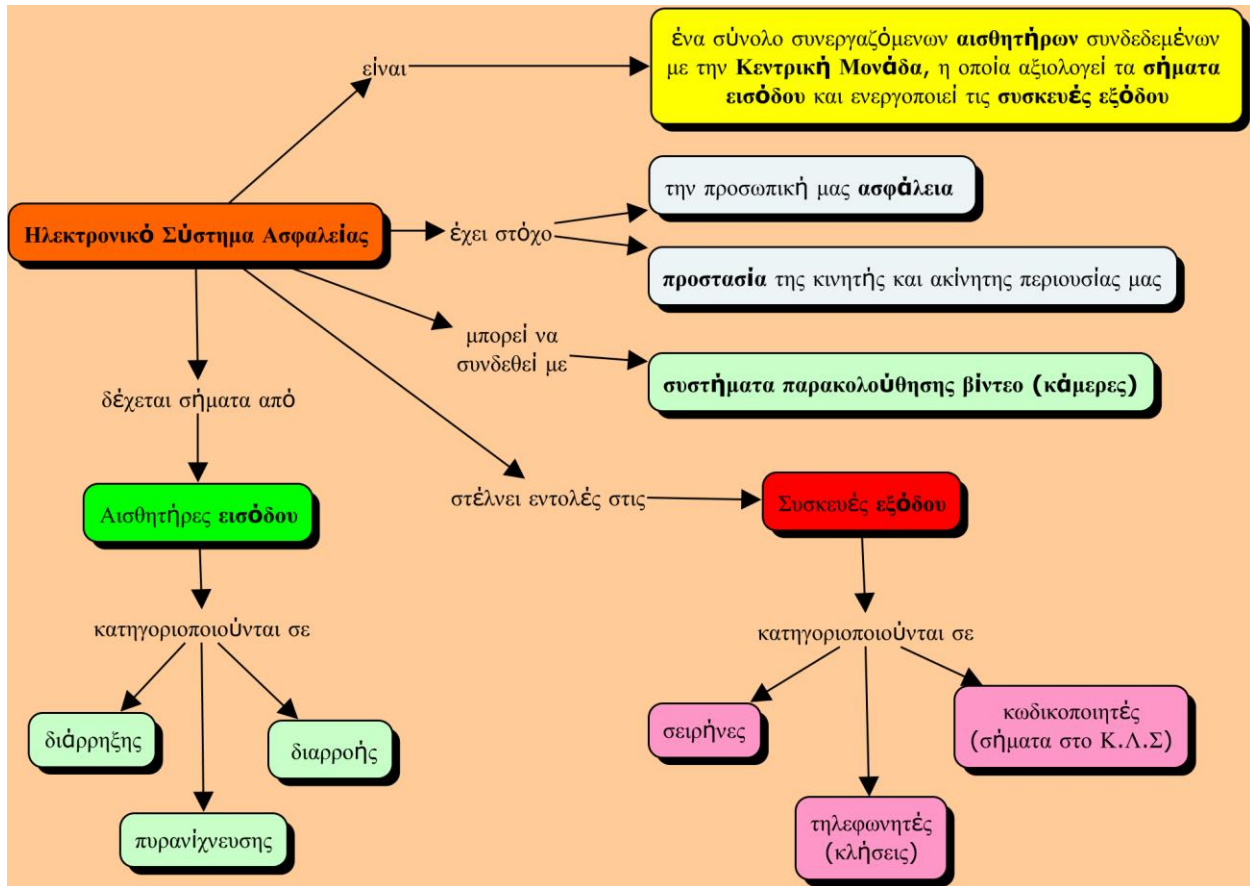 είναι
ένα σύνολο συνεργαζόμενων αισθητήρων συνδεδεμένων
με την Κεντρική Μονάδα, η οποία αξιολογεί τα σήματα
εισόδου και ενεργοποιεί τις συσκευές εξόδου
Ηλεκτρονικό Σύστημα Ασφαλείας
έχει στόχο
την προσωπική μας ασφάλεια
προστασία της κινητής και ακίνητης περιουσίας μας
μπορεί να
συνδεθεί με
συστήματα παρακολούθησης βίντεο (κάμερες)
δέχεται σήματα από
Αισθητήρες εισόδου
στέλνει εντολές στις
Συσκευές εξόδου
κατηγοριοποιούνται σε
διάρρηξης
πυρανίχνευσης
διαρροής
κατηγοριοποιούνται σε
σειρήνες
τηλεφωνητές
(κλήσεις)
κωδικοποιητές
(σήματα στο Κ.Λ.Σ)